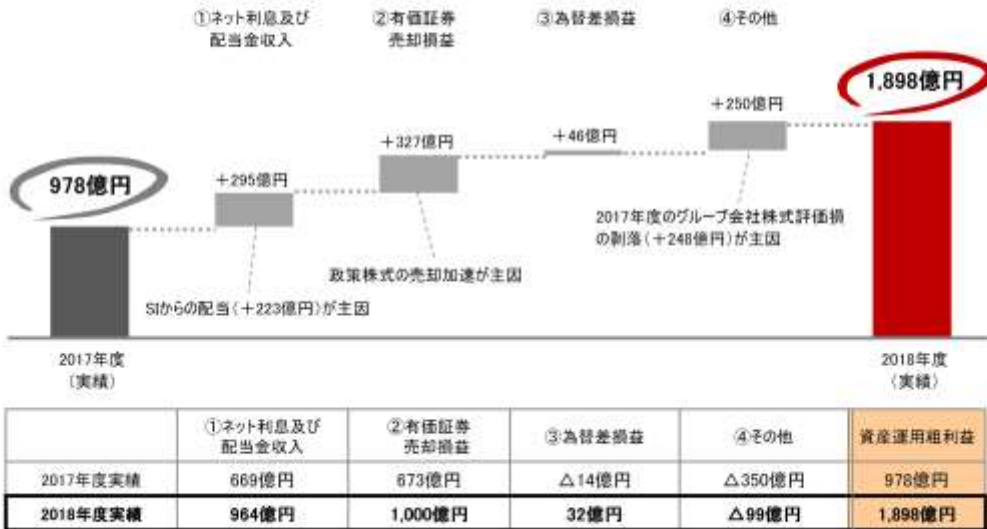 ①ネット利息及び
配当金収入
②有価証券
売却損益
③為替差損益
④その他
978億円
+295億円
+327億円
+46億円
+250億円
1,898億円
SIからの配当(+223億円)が主因
政策株式の売却加速が主因
2017年度のグループ会社株式評価損
の剥落(+248億円)が主因
2017年度
(実績)
2018年度
(実績)
①ネット利息及び
配当金収入
②有価証券
売却損益
③為替差損益
④その他
資産運用粗利益
2017年度実績 669億円 673億円 △14億円 △350億円 978億円
2018年度実績 964億円 1,000億円 32億円 △99億円 1,898億円